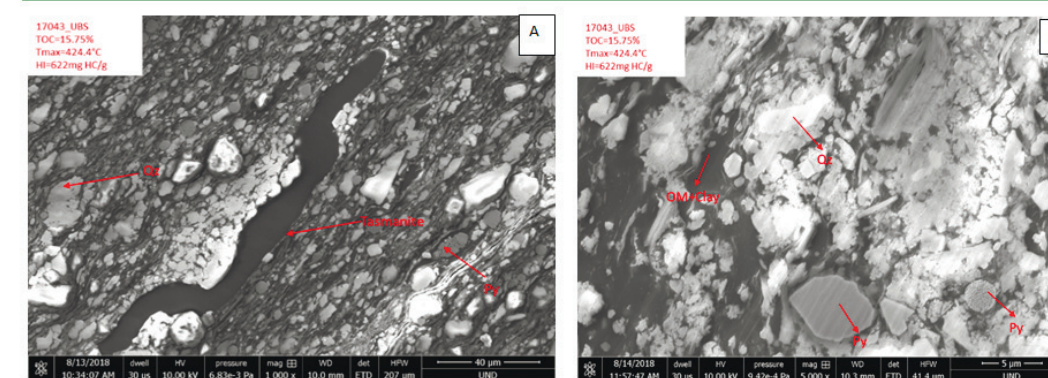 17043_UBS
TOC=15.75%
Tmax=424.4°C
HI=622mg HC/g
A
Qz
Tasmanite
Py
8/13/2018 dwell HV pressure mag WD det HFW 40 µm
10:34:07 AM 30 µs 10.00 kV 6.83e-3 Pa 1 000 x 10.0 mm ETD 207 µm UND
17043_UBS
TOC=15.75%
Tmax=424.4°C
HI=622mg HC/g
Qz
OM+Clay
Py
Py
8/14/2018 dwell HV pressure mag WD det HFW 5 µm
11:57:47 AM 30 µs 10.00 kV 9.42e-4 Pa 5 000 x 10.3 mm ETD 41.4 µm UND